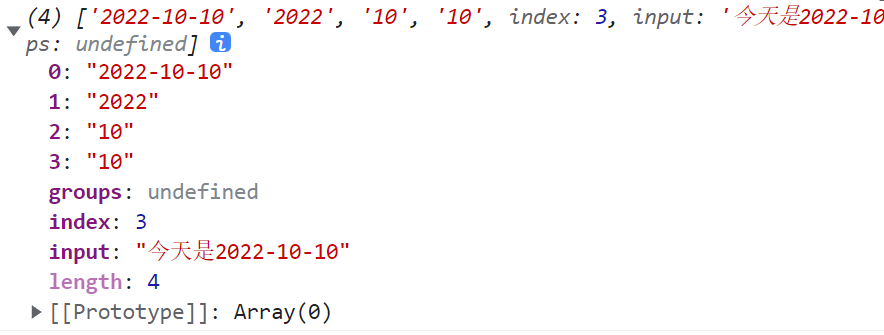 (4) ['2022-10-10', '2022', '10', '10', index: 3, input: '今天是2022-10
ps: undefined]
0: "2022-10-10"
1: "2022"
2: "10"
3: "10"
groups: undefined
index: 3
input: "今天是2022-10-10"
length: 4
[[Prototype]]: Array(0)